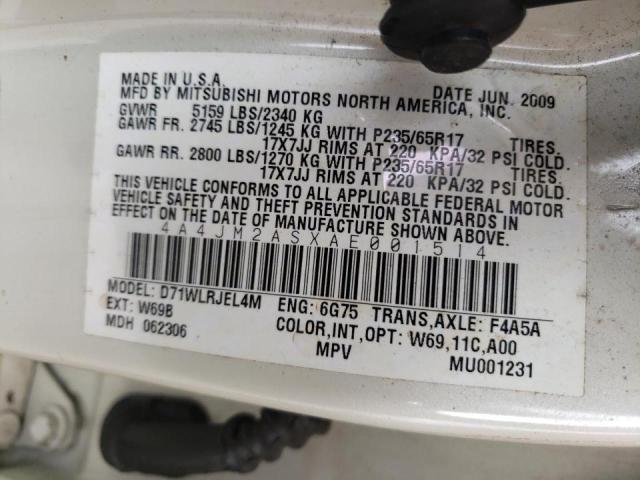 MADE IN U.S.A. DATE JUN. 2009
MFD BY MITSUBISHI MOTORS NORTH AMERICA, INC.
GVWR 5159 LBS/2340 KG
GAWR FR. 2745 LBS/1245 KG WITH P235/65R17 TIRES.
17X7JJ RIMS AT 220 KPA/32 PSI COLD.
GAWR RR. 2800 LBS/1270 KG WITH P235/65R17 TIRES.
17X7JJ RIMS AT 220 KPA/32 PSI COLD.
THIS VEHICLE CONFORMS TO ALL APPLICABLE FEDERAL MOTOR
VEHICLE SAFETY AND THEFT PREVENTION STANDARDS IN
EFFECT ON THE DATE OF MANUFACTURE SHOWN ABOVE.
4A4JM2ASXAE001514
MODEL: D71WLRJEL4M ENG: 6G75 TRANS,AXLE: F4A5A
EXT: W69B COLOR,INT,OPT: W69,11C,A00
MDH 062306 MPV MU001231